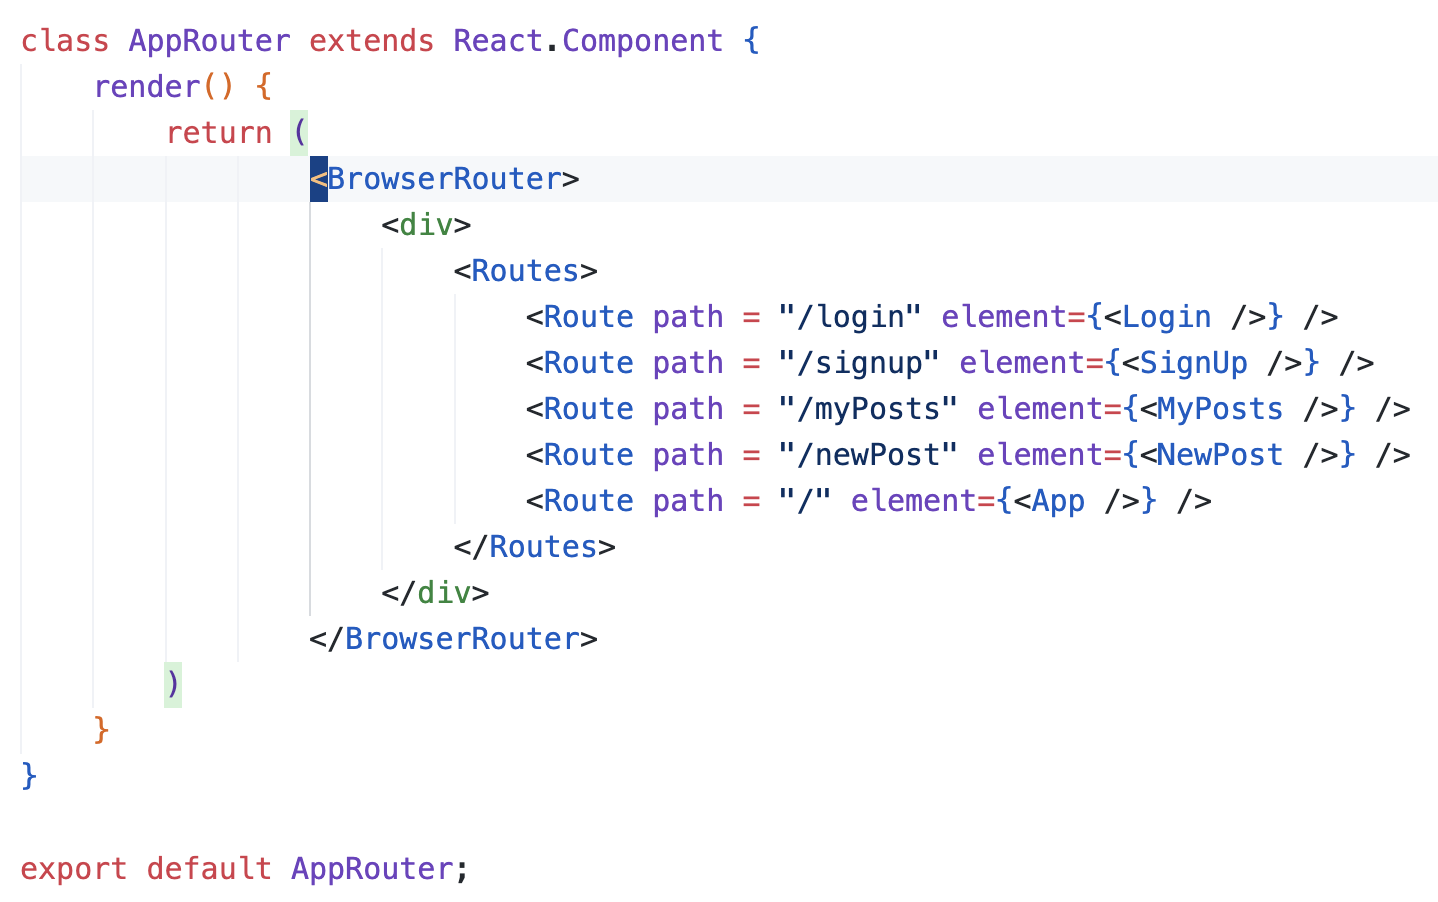 class AppRouter extends React.Component {
    render() {
        return (
                <BrowserRouter>
                    <div>
                        <Routes>
                            <Route path = "/login" element={<Login />} />
                            <Route path = "/signup" element={<SignUp />} />
                            <Route path = "/myPosts" element={<MyPosts />} />
                            <Route path = "/newPost" element={<NewPost />} />
                            <Route path = "/" element={<App />} />
                        </Routes>
                    </div>
                </BrowserRouter>
        )
    }
}

export default AppRouter;